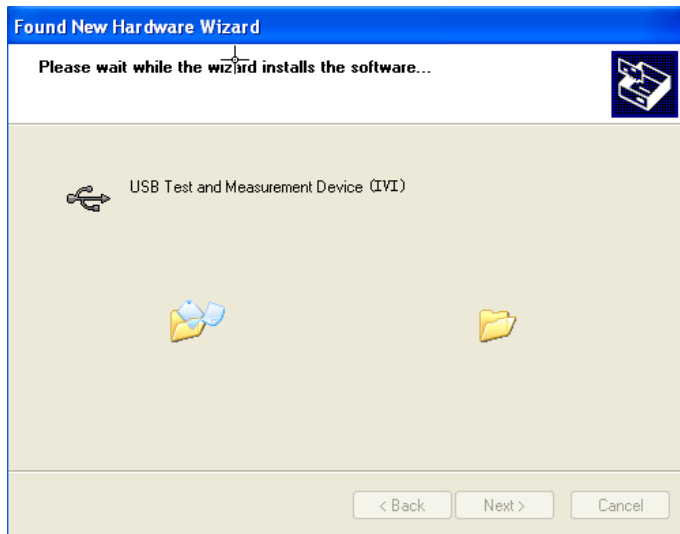 Found New Hardware Wizard
Please wait while the wizard installs the software...
USB Test and Measurement Device (IVI)
< Back
Next >
Cancel